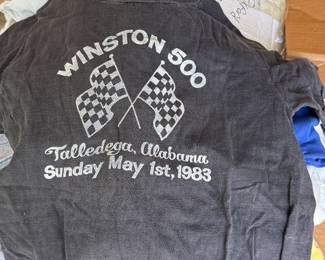 WINSTON 500
Talledega, Alabama
Sunday May 1st, 1983